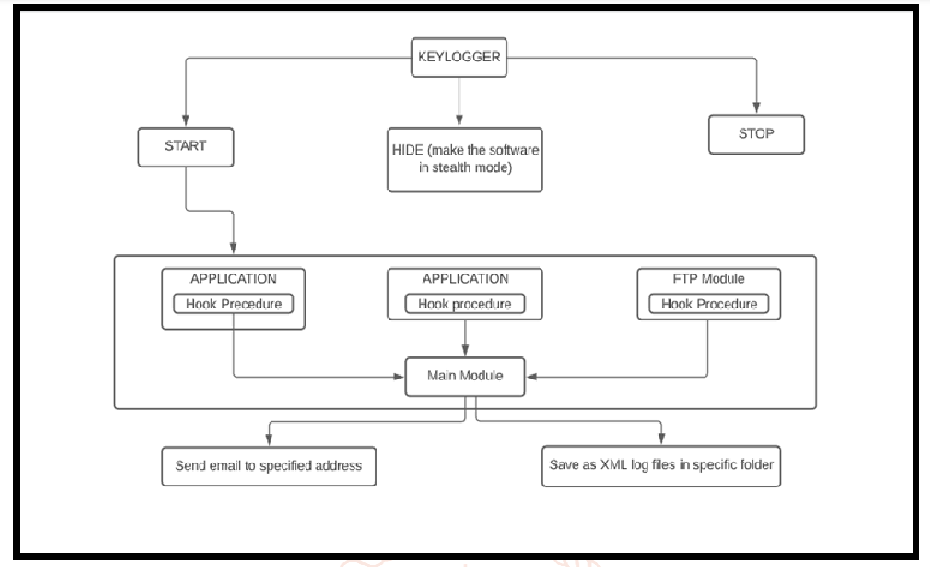 KEYLOGGER
START
HIDE (make the software
in stealth mode)
STOP
APPLICATION
Hook Precedure
APPLICATION
Hook procedure
FTP Module
Hook Procedure
Main Module
Send email to specified address
Save as XML log files in specific folder